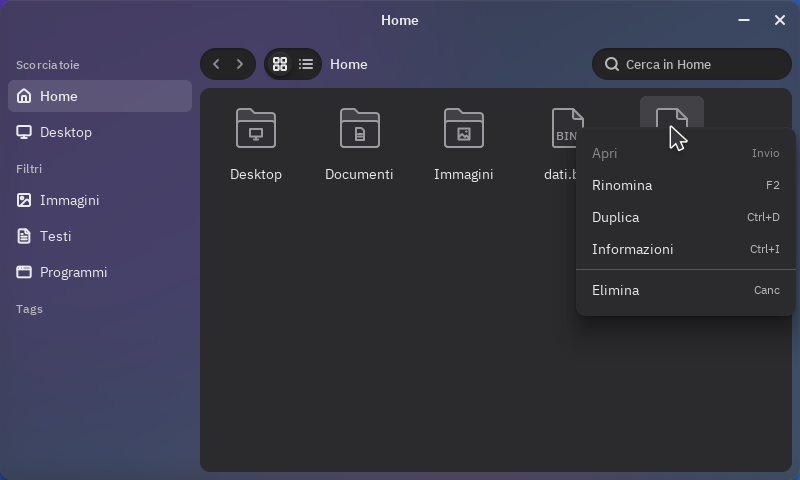 Home
Scorciatoie
Home
Desktop
Filtri
Immagini
Testi
Programmi
Tags
Home
Cerca in Home
Desktop
Documenti
Immagini
BIN
Apri Invio
Rinomina F2
Duplica Ctrl+D
Informazioni Ctrl+I
Elimina Canc